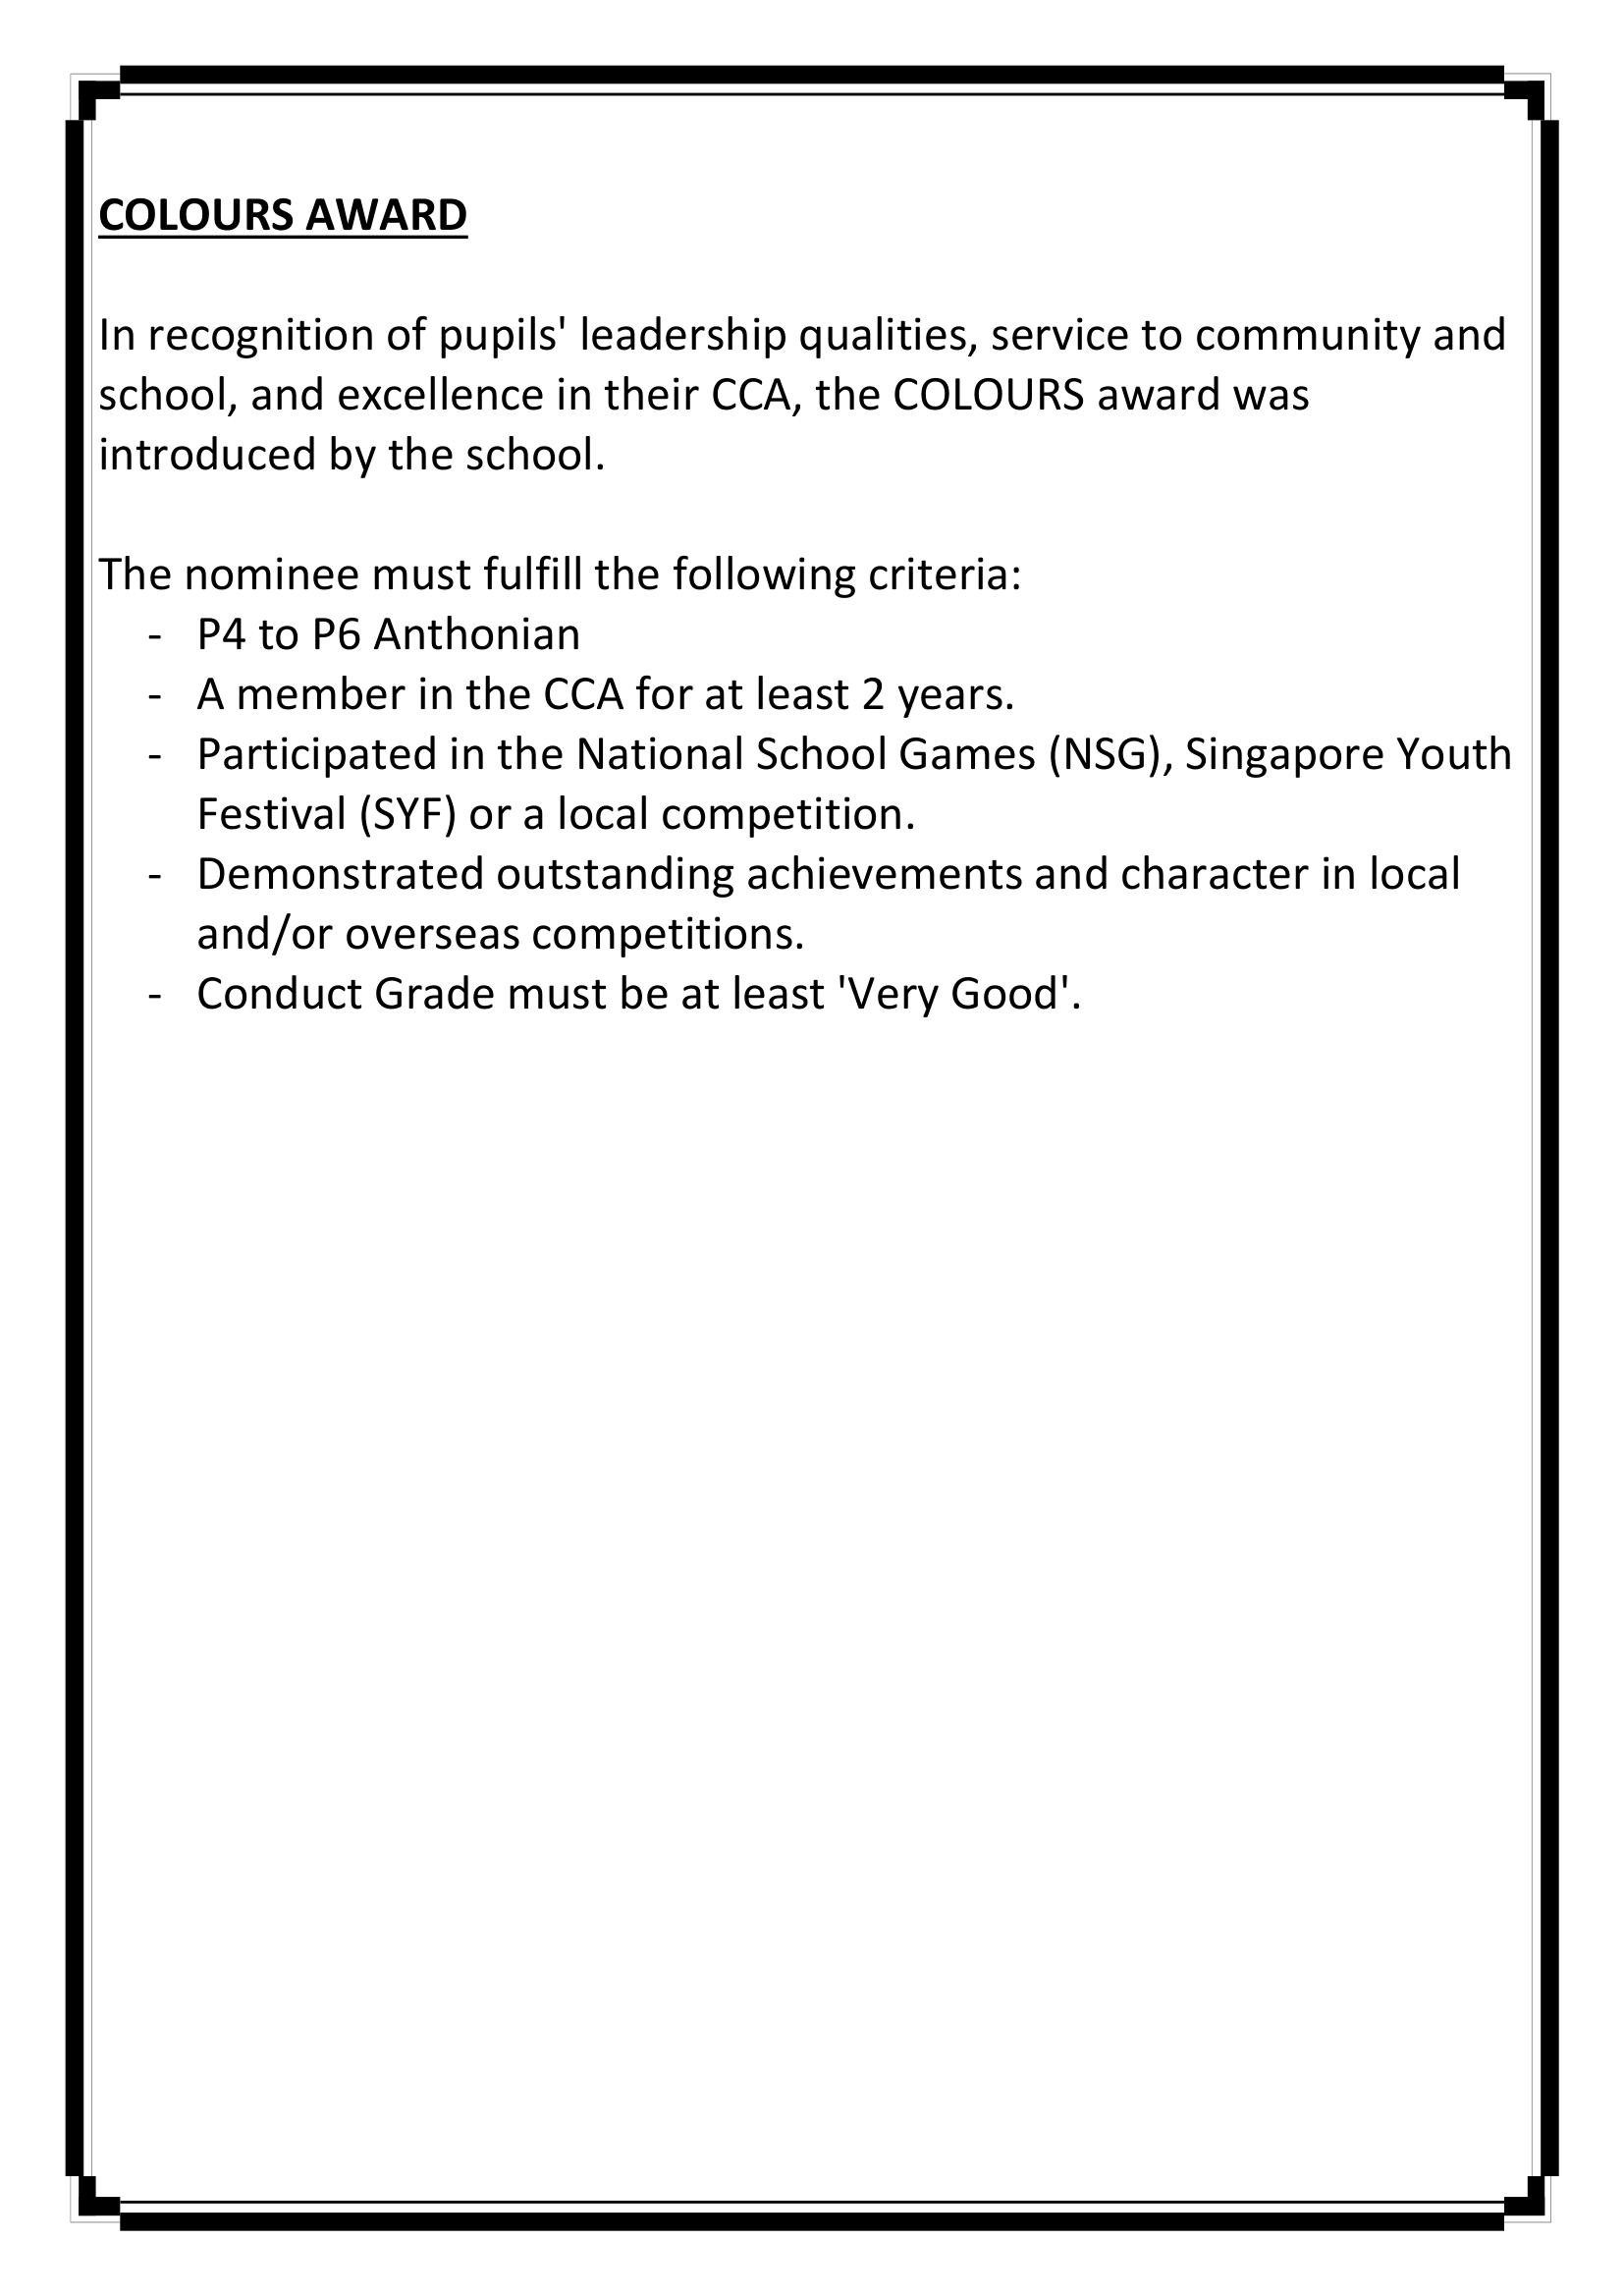 COLOURS AWARD
In recognition of pupils' leadership qualities, service to community and
school, and excellence in their CCA, the COLOURS award was
introduced by the school.
The nominee must fulfill the following criteria:
- P4 to P6 Anthonian
- A member in the CCA for at least 2 years.
- Participated in the National School Games (NSG), Singapore Youth
Festival (SYF) or a local competition.
- Demonstrated outstanding achievements and character in local
and/or overseas competitions.
- Conduct Grade must be at least 'Very Good'.